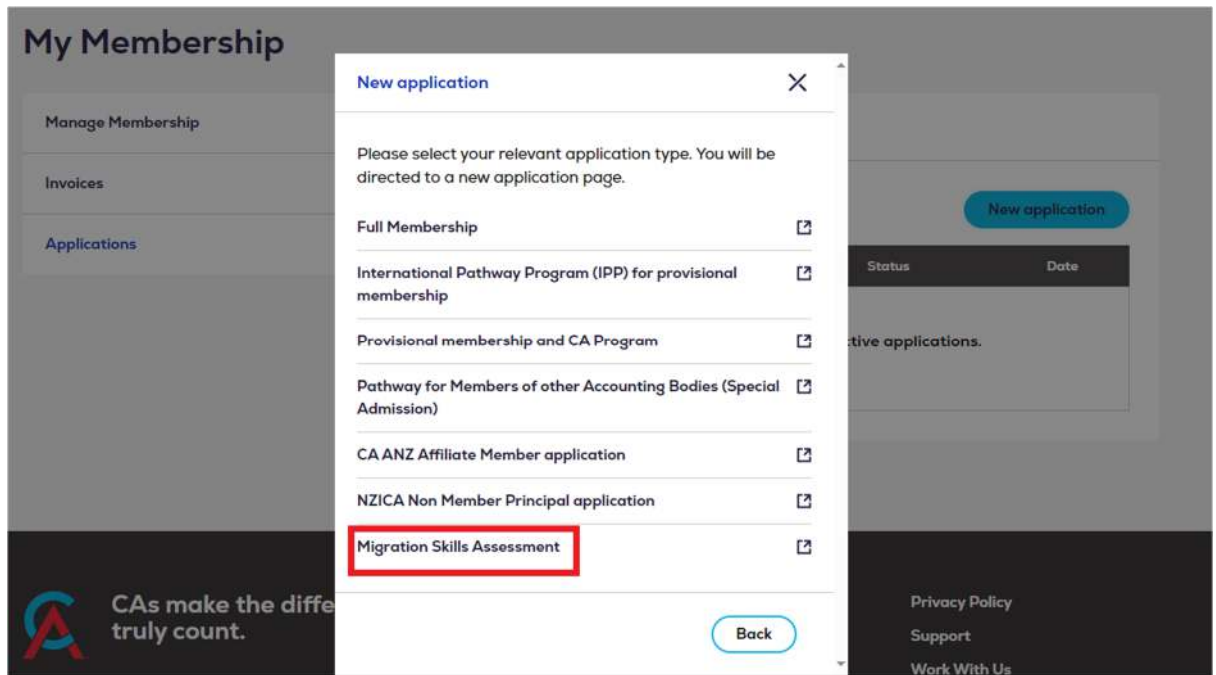 My Membership
Manage Membership
Invoices
Applications
New application
Please select your relevant application type. You will be
directed to a new application page.
Full Membership
International Pathway Program (IPP) for provisional
membership
Provisional membership and CA Program
Pathway for Members of other Accounting Bodies (Special
Admission)
CA ANZ Affiliate Member application
NZICA Non Member Principal application
Migration Skills Assessment
Back
New application
Status Date
applications.
CAs make the
truly count.
Privacy Policy
Support
Work With Us